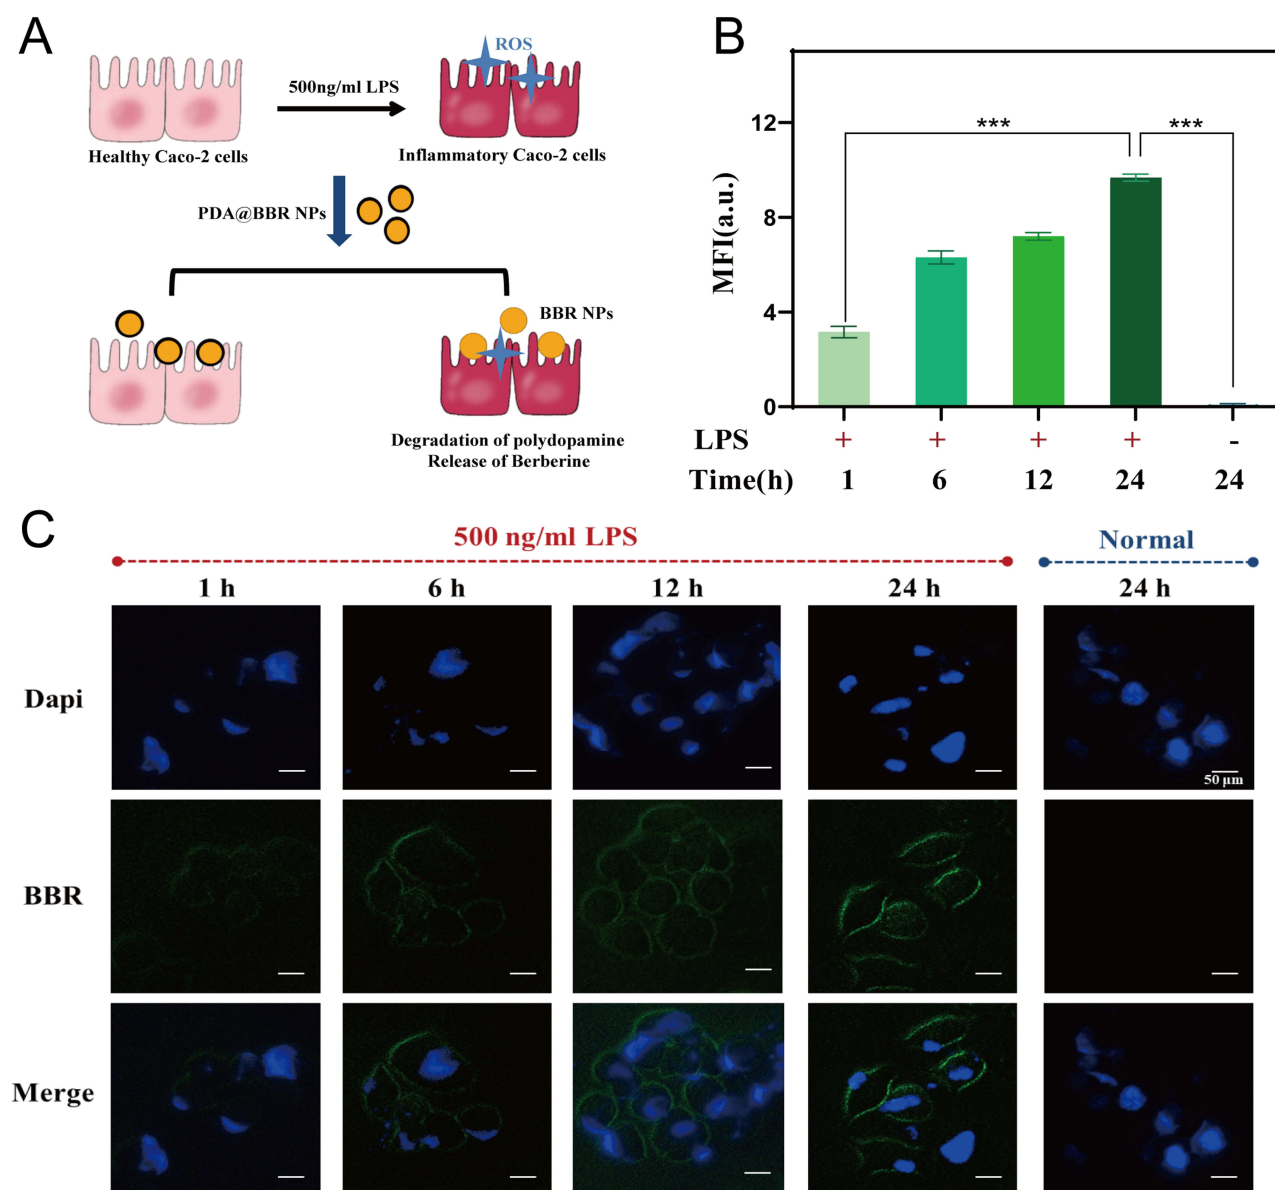 A
ROS
500ng/ml LPS
Healthy Caco-2 cells
Inflammatory Caco-2 cells
PDA@BBR NPs
BBR NPs
Degradation of polydopamine
Release of Berberine
B
MFI(a.u.)
12
8
4
0
***
***
LPS + + + + -
Time(h) 1 6 12 24 24
C
500 ng/ml LPS
Normal
1 h 6 h 12 h 24 h 24 h
Dapi
50 μm
BBR
Merge